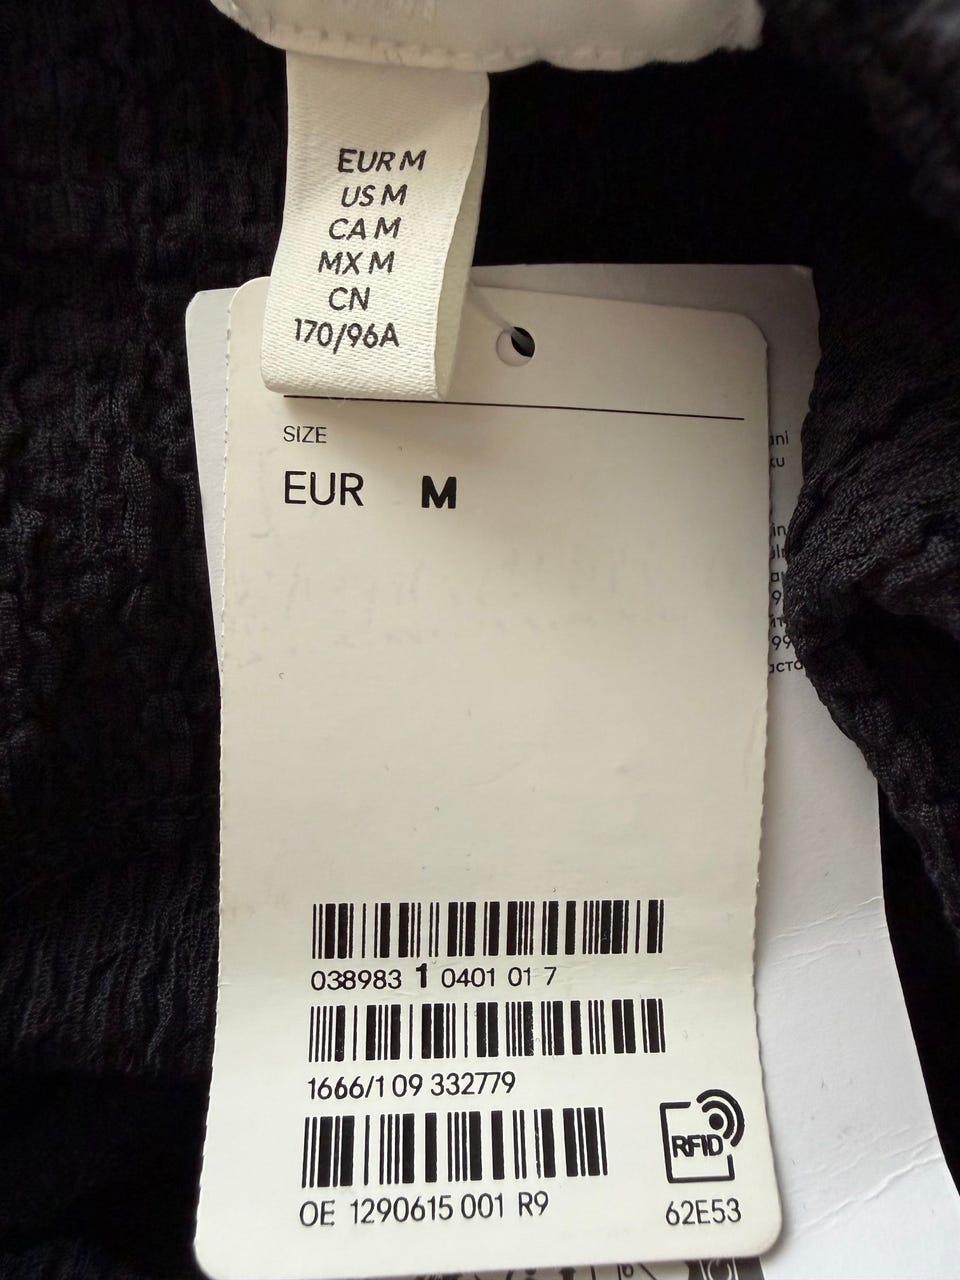 EUR M
US M
CA M
MX M
CN
170/96A
SIZE
EUR M
038983 1 0401 01 7
1666/1 09 332779
RFID
OE 1290615 001 R9
62E53